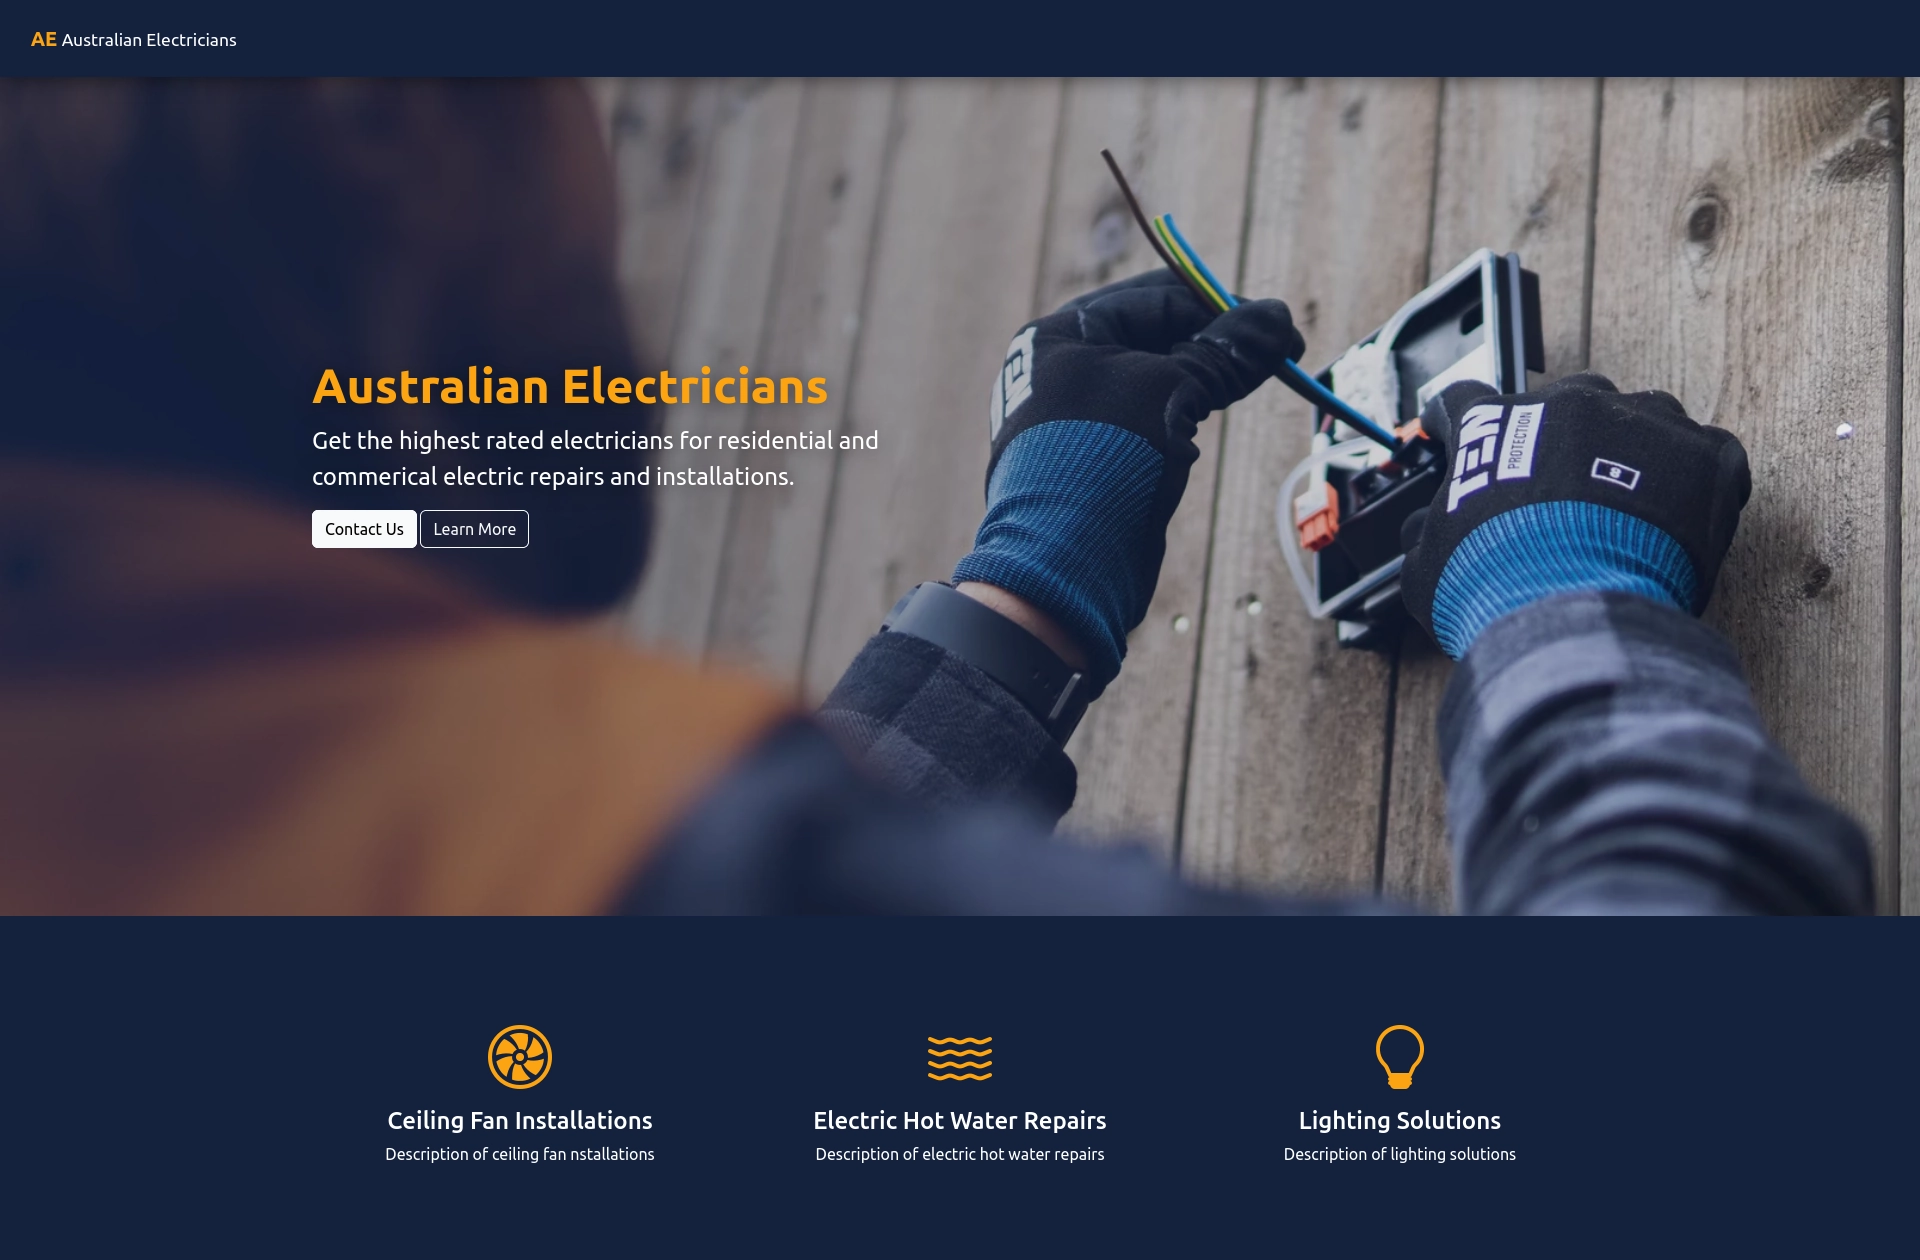 AE Australian Electricians
TEN
TEN
PROTECTION
8
Australian Electricians
Get the highest rated electricians for residential and
commerical electric repairs and installations.
Contact Us
Learn More
Ceiling Fan Installations
Electric Hot Water Repairs
Lighting Solutions
Description of ceiling fan nstallations
Description of electric hot water repairs
Description of lighting solutions